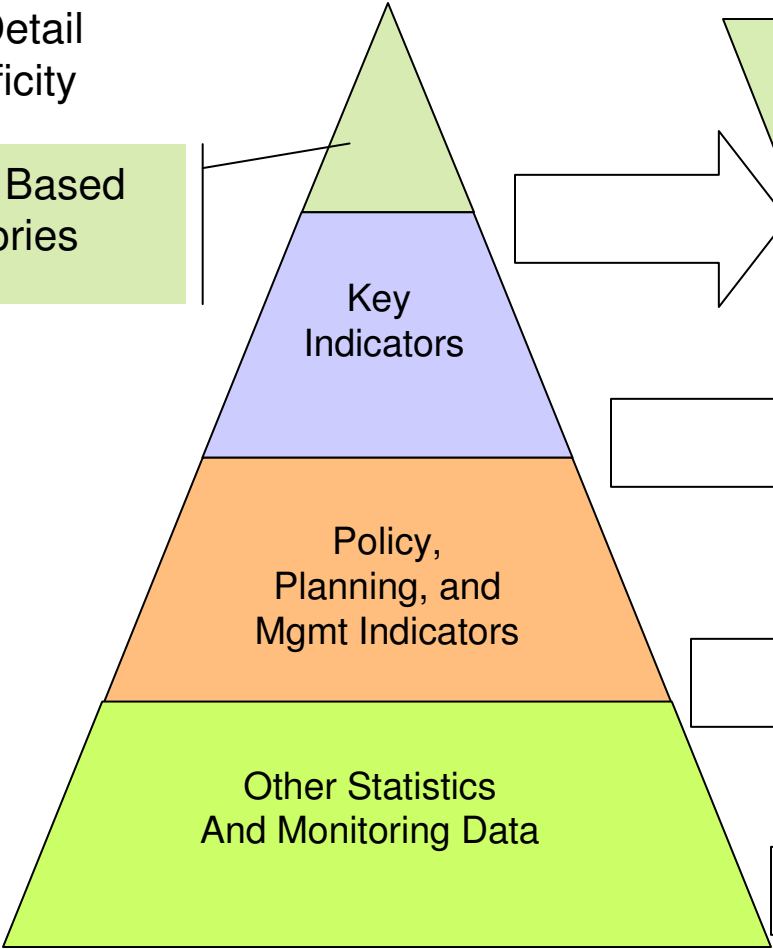 Detail
ficity
Based
ories
Key
Indicators
Policy,
Planning, and
Mgmt Indicators
Other Statistics
And Monitoring Data